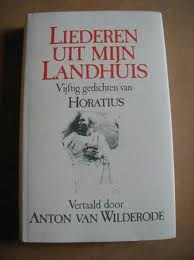 LIEDEREN
UIT MIJN
LANDHUIS
Vijftig gedichten van
HORATIUS
Vertaald door
ANTON VAN WILDERODE